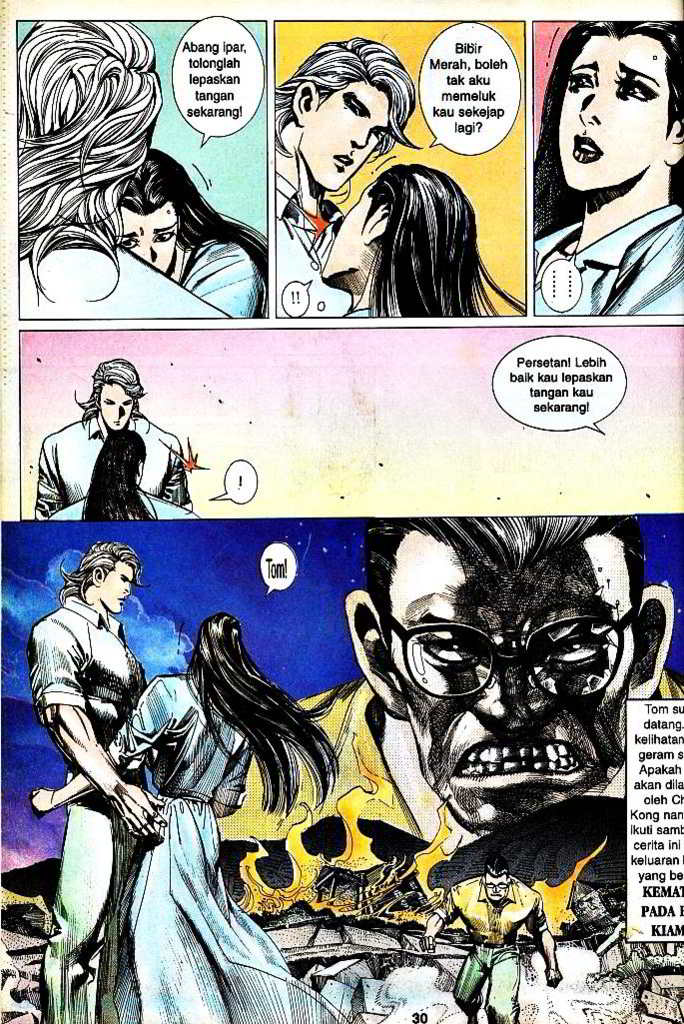 Abang ipar,
tolonglah
lepaskan
tangan
sekarang!
Bibir
Merah, boleh
tak aku
memeluk
kau sekejap
lagi?
!!
Persetan! Lebih
baik kau lepaskan
tangan kau
sekarang!
!
Tom!
Tom su
datang.
kelihatan
geram s
Apakah
akan dila
oleh Ch
Kong nan
Ikuti samb
cerita ini
keluaran
yang be
KEMAT
PADA
KIAM
30